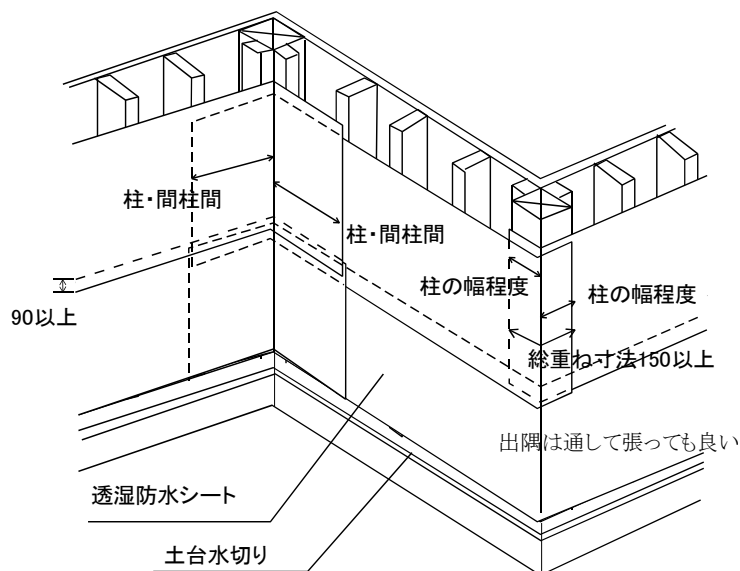 柱・間柱間
柱・間柱間
柱の幅程度
柱の幅程度
90以上
総重ね寸法150以上
出隅は通して張っても良い
透湿防水シート
土台水切り